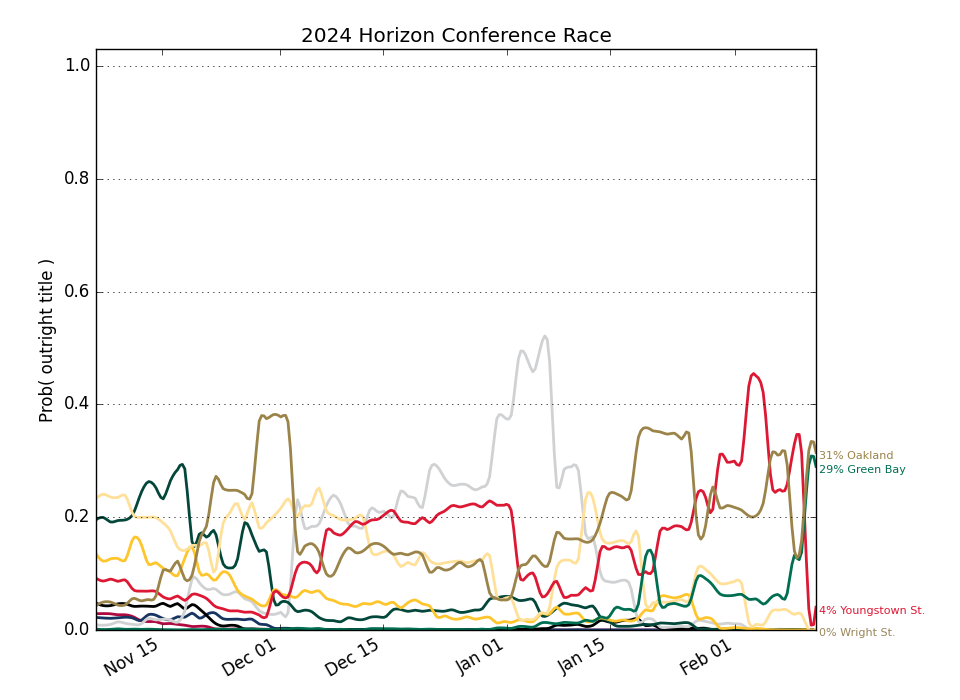 2024 Horizon Conference Race
1.0
0.8
0.6
0.4
0.2
0.0
Prob( outright title )
Nov 15
Dec 01
Dec 15
Jan 01
Jan 15
Feb 01
31% Oakland
29% Green Bay
4% Youngstown St.
0% Wright St.